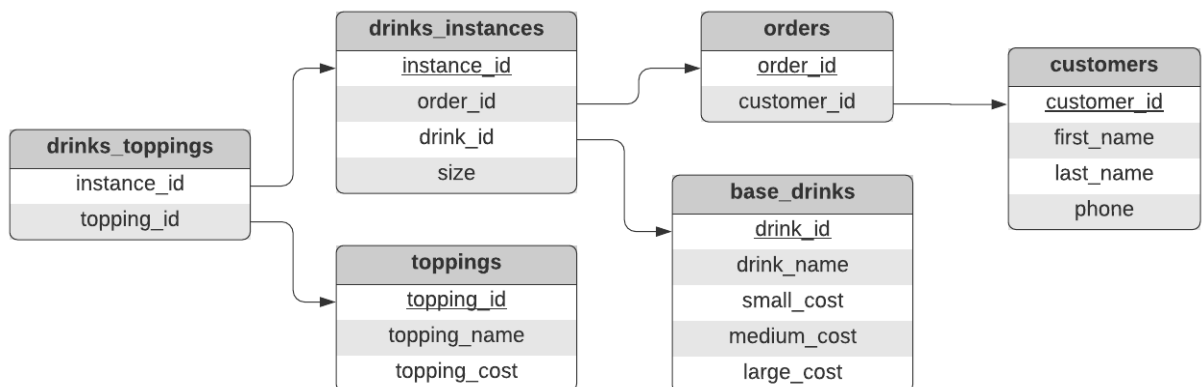 drinks_instances
instance_id
order_id
drink_id
size
orders
order_id
customer_id
customers
customer_id
first_name
last_name
phone
drinks_toppings
instance_id
topping_id
toppings
topping_id
topping_name
topping_cost
base_drinks
drink_id
drink_name
small_cost
medium_cost
large_cost